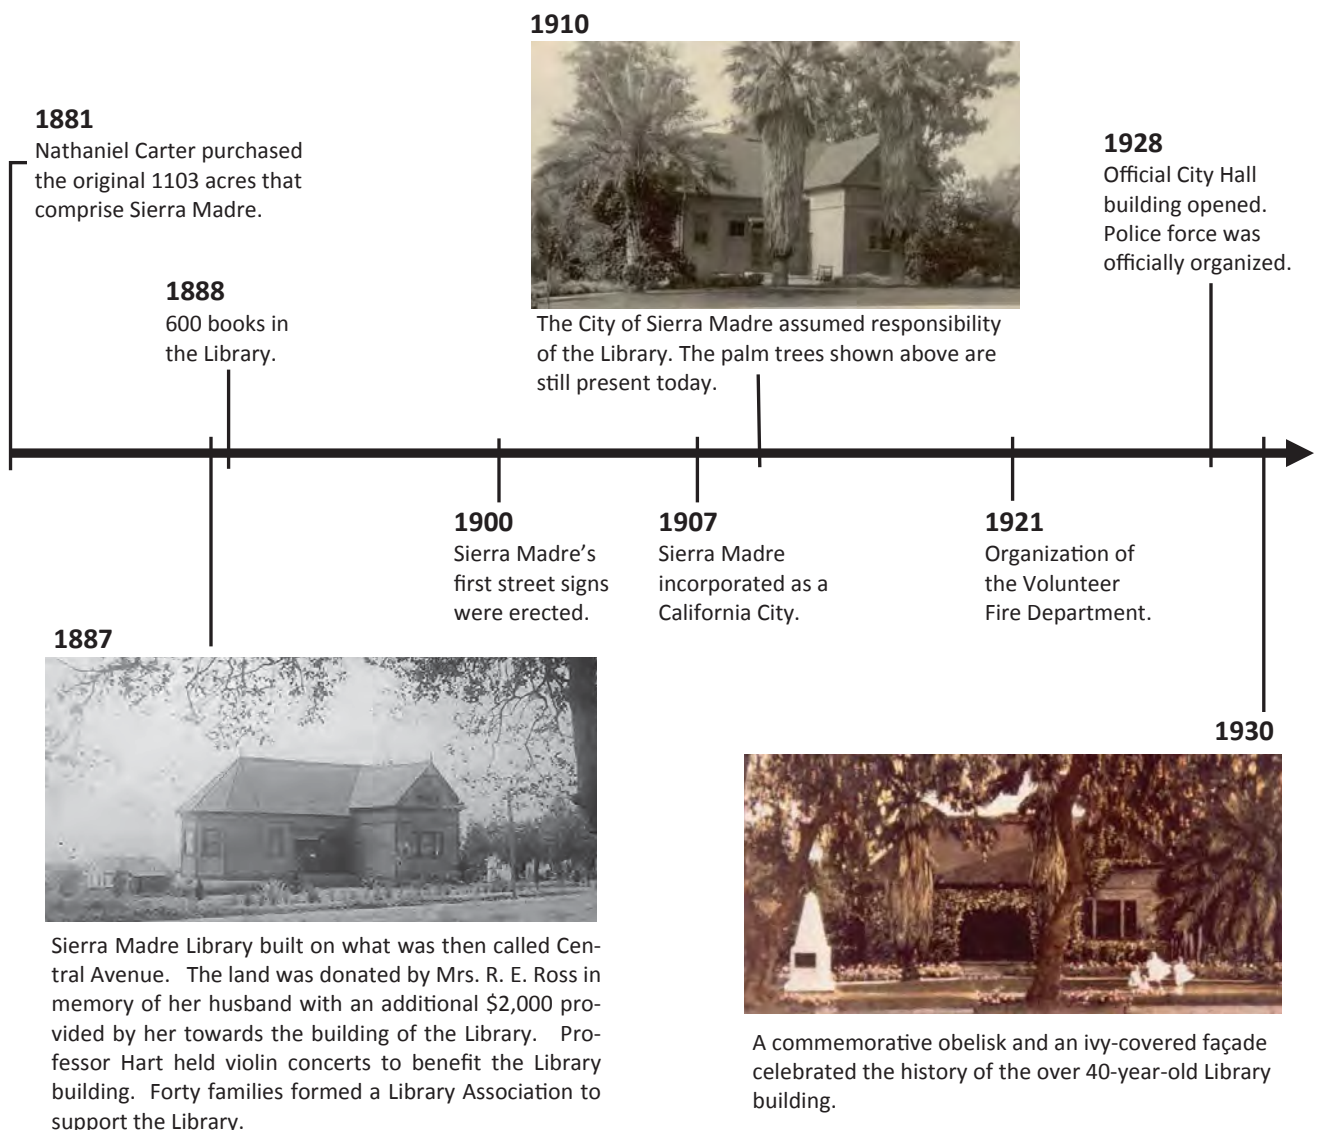 1910
1881
Nathaniel Carter purchased
the original 1103 acres that
comprise Sierra Madre.
1928
Official City Hall
building opened.
Police force was
officially organized.
1888
600 books in
the Library.
The City of Sierra Madre assumed responsibility
of the Library. The palm trees shown above are
still present today.
1900
Sierra Madre’s
first street signs
were erected.
1907
Sierra Madre
incorporated as a
California City.
1921
Organization of
the Volunteer
Fire Department.
1887
Sierra Madre Library built on what was then called Cen-
tral Avenue. The land was donated by Mrs. R. E. Ross in
memory of her husband with an additional $2,000 pro-
vided by her towards the building of the Library. Pro-
fessor Hart held violin concerts to benefit the Library
building. Forty families formed a Library Association to
support the Library.
1930
A commemorative obelisk and an ivy-covered façade
celebrated the history of the over 40-year-old Library
building.